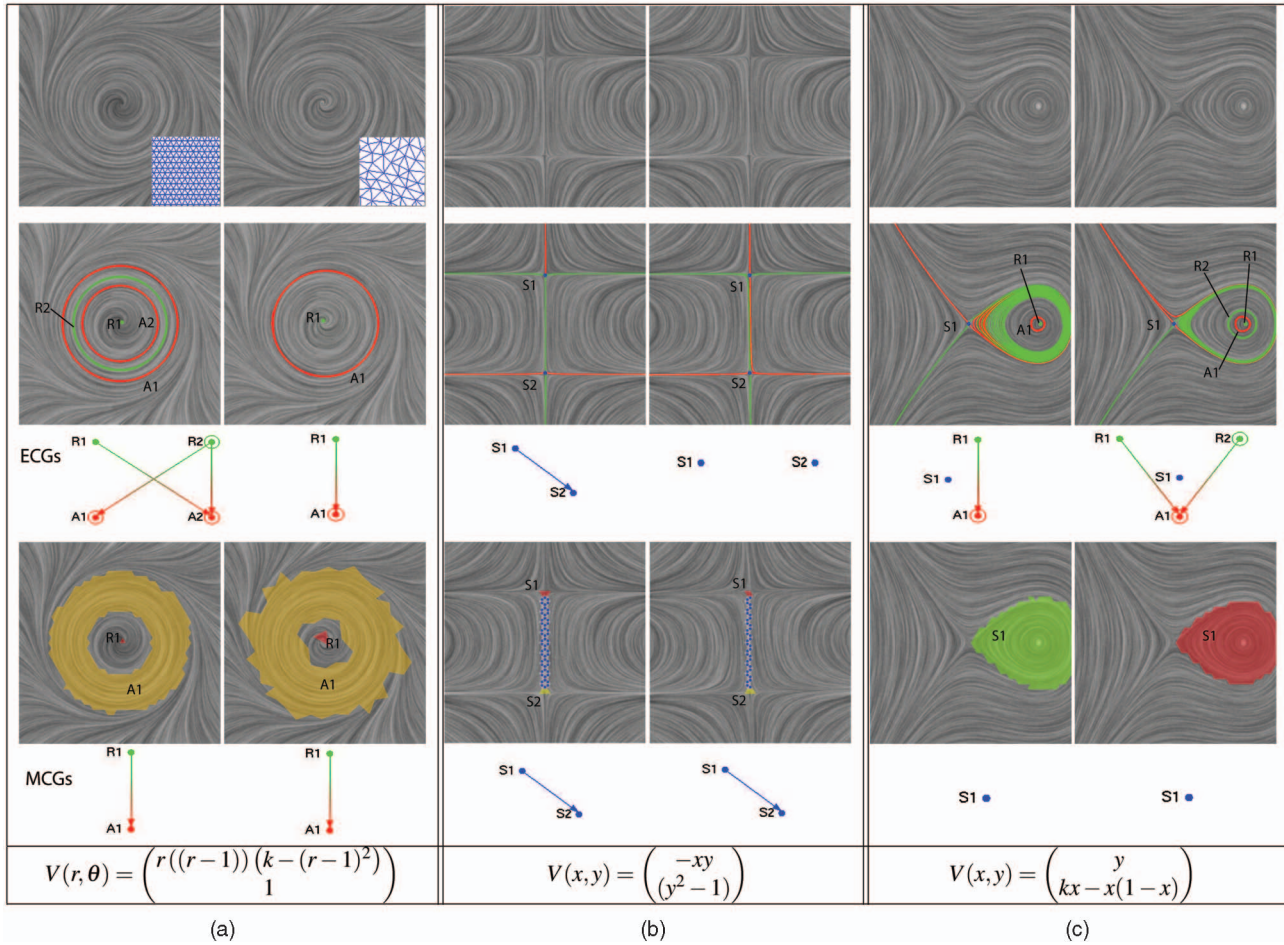 R2
R1
A2
A1
R1
A1
S1
S2
S1
S2
R1
S1
A1
R1
R2
S1
A1
ECGs
R1
R2
A1
A2
R1
A1
S1
S2
S1
S2
R1
S1
A1
R1
R2
S1
A1
R1
A1
R1
A1
S1
S2
S1
S2
S1
S1
MCGs
R1
A1
R1
A1
S1
S2
S1
S2
S1
S1
V(r,θ) = ( r((r−1))(k−(r−1)²) 1 )
V(x,y) = ( −xy (y²−1) )
V(x,y) = ( y kx−x(1−x) )
(a)
(b)
(c)